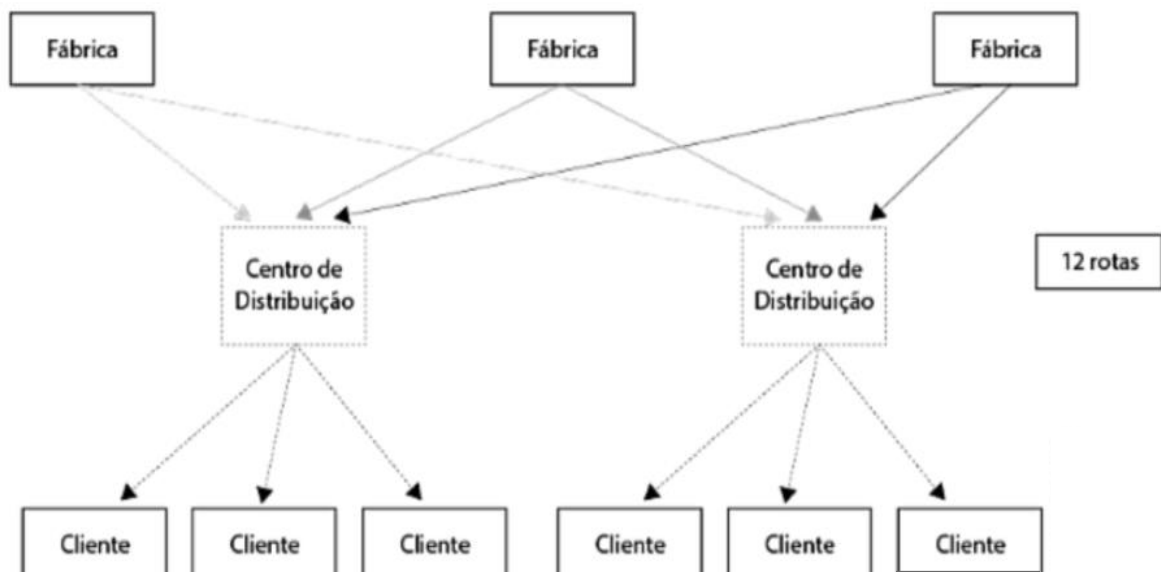 Fábrica
Fábrica
Fábrica
Centro de
Distribuição
Centro de
Distribuição
12 rotas
Cliente
Cliente
Cliente
Cliente
Cliente
Cliente